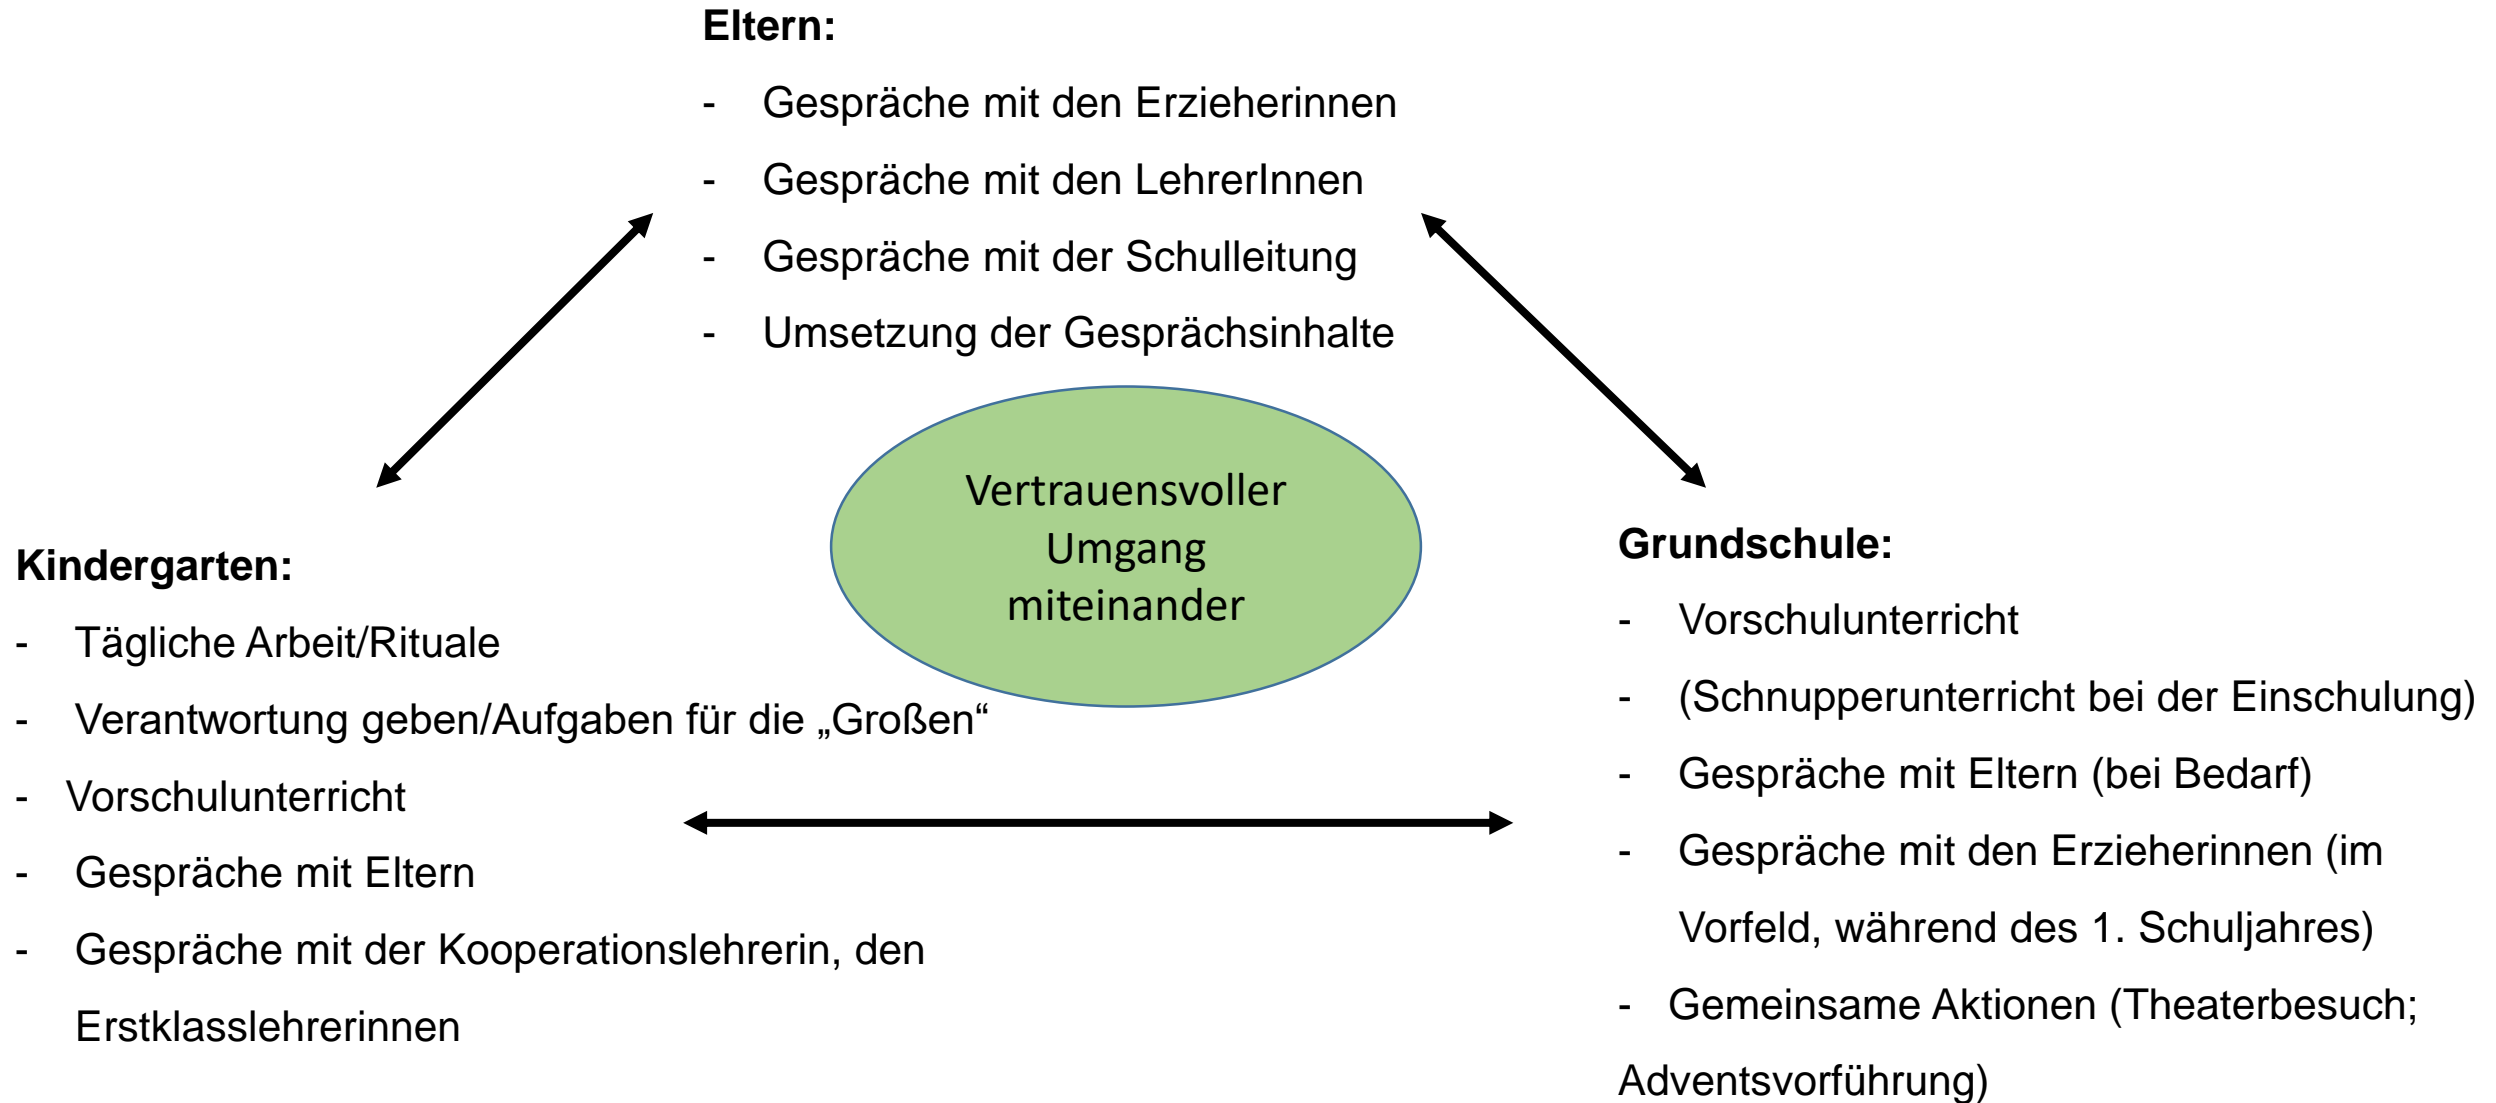 Eltern:
- Gespräche mit den Erzieherinnen
- Gespräche mit den LehrerInnen
- Gespräche mit der Schulleitung
- Umsetzung der Gesprächsinhalte
Vertrauensvoller
Umgang
miteinander
Kindergarten:
- Tägliche Arbeit/Rituale
- Verantwortung geben/Aufgaben für die „Großen“
- Vorschulunterricht
- Gespräche mit Eltern
- Gespräche mit der Kooperationslehrerin, den
Erstklasslehrerinnen
Grundschule:
- Vorschulunterricht
- (Schnupperunterricht bei der Einschulung)
- Gespräche mit Eltern (bei Bedarf)
- Gespräche mit den Erzieherinnen (im
Vorfeld, während des 1. Schuljahres)
- Gemeinsame Aktionen (Theaterbesuch;
Adventsvorführung)